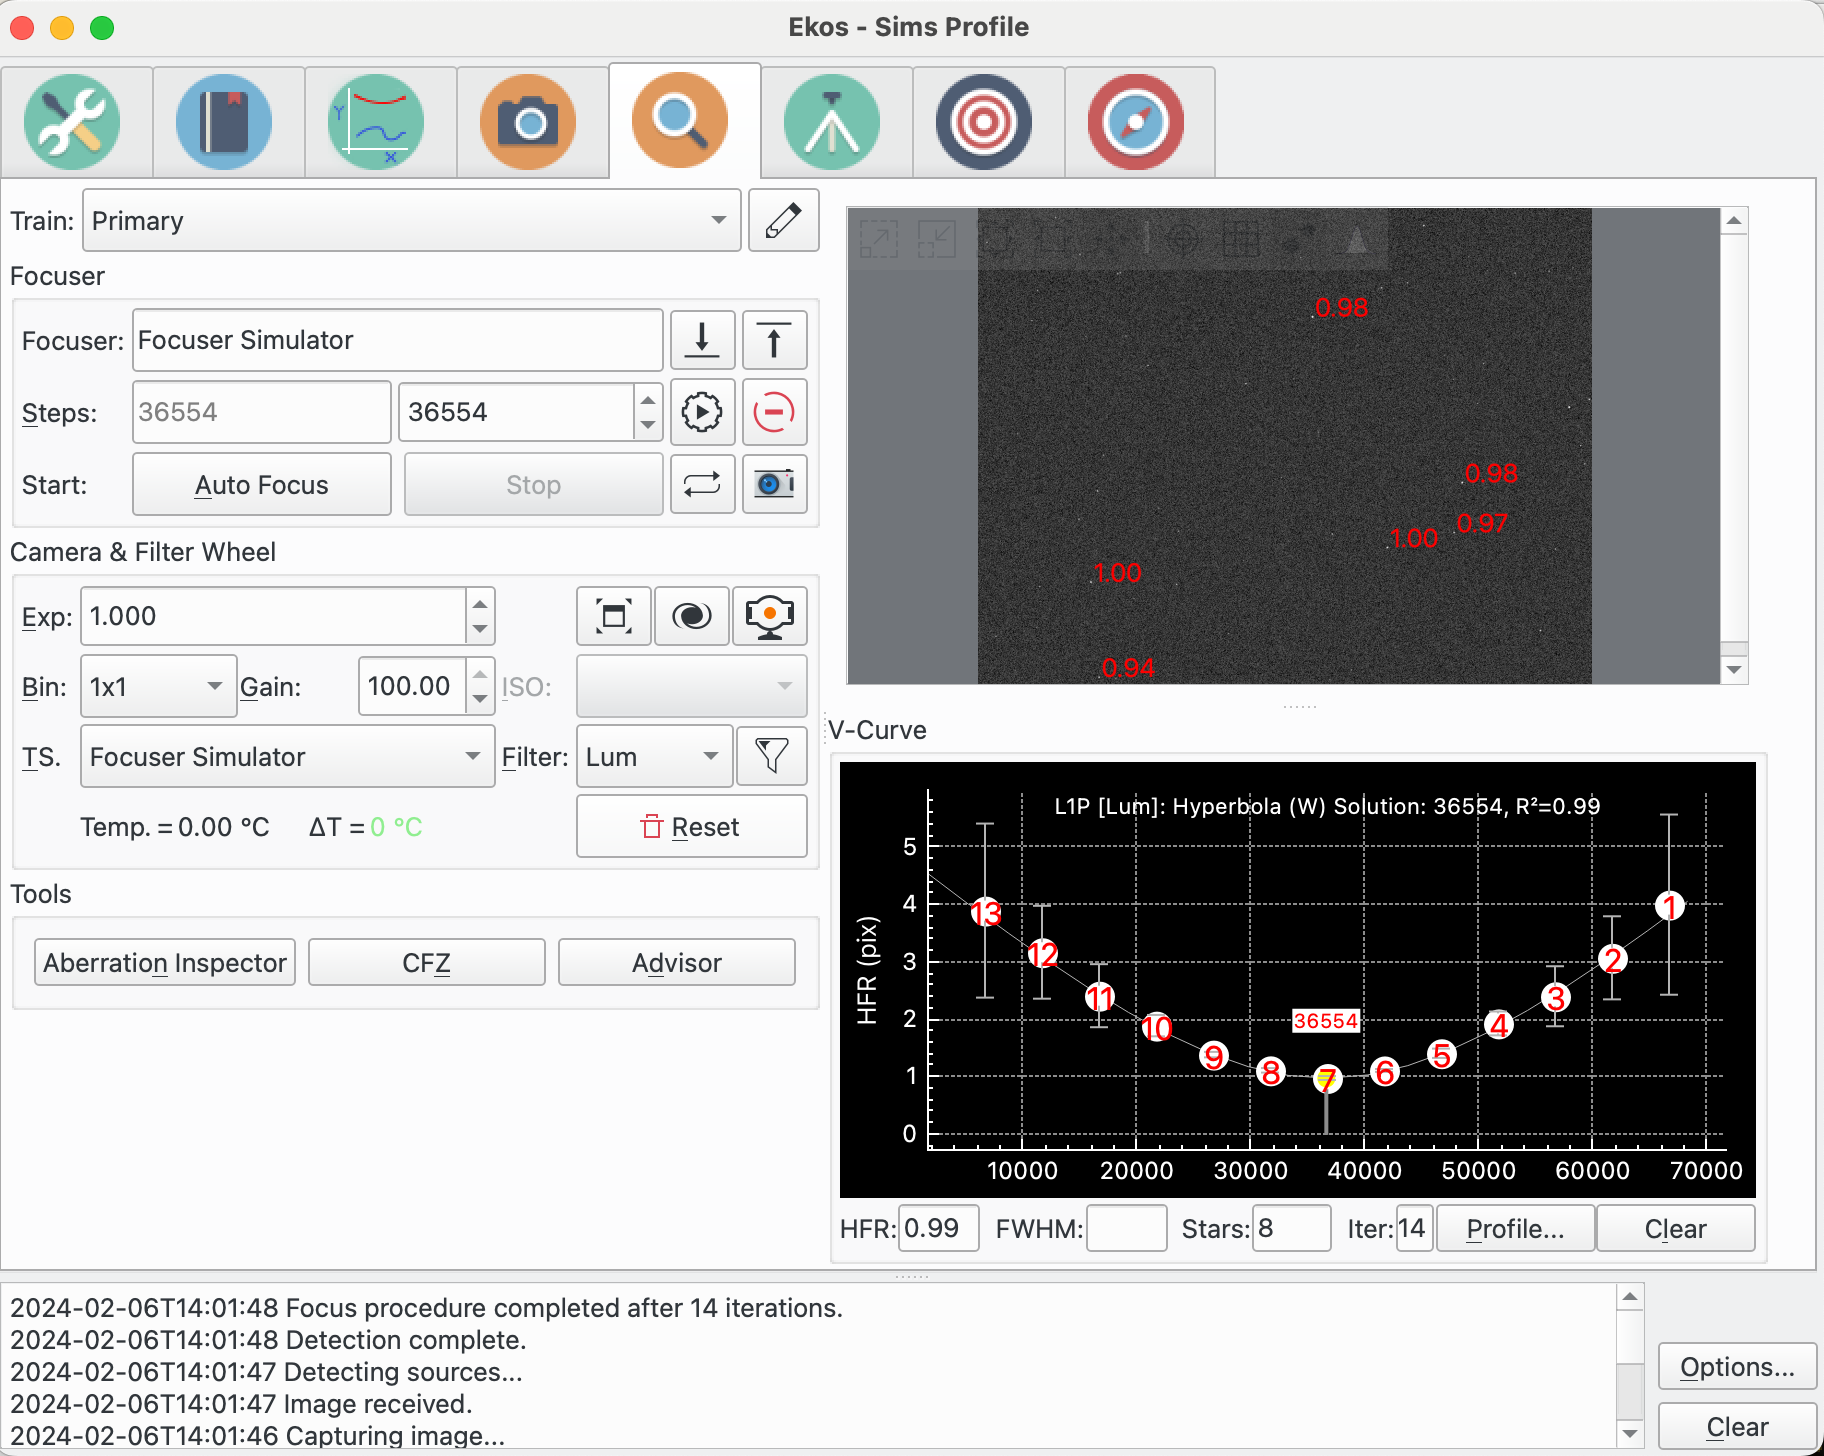 Ekos - Sims Profile
Train: Primary
Focuser
Focuser: Focuser Simulator
Steps: 36554 36554
Start: Auto Focus Stop
Camera & Filter Wheel
Exp: 1.000
Bin: 1x1 Gain: 100.00 ISO:
TS. Focuser Simulator Filter: Lum
Temp. = 0.00 °C ΔT = 0 °C Reset
Tools
Aberration Inspector CFZ Advisor
0.98
0.98
0.97
1.00
1.00
0.94
V-Curve
L1P [Lum]: Hyperbola (W) Solution: 36554, R²=0.99
HFR (pix)
5
4
3
2
1
0
13
12
11
10
9
8
7
6
5
4
3
2
1
36554
10000 20000 30000 40000 50000 60000 70000
HFR: 0.99 FWHM: Stars: 8 Iter: 14 Profile... Clear
2024-02-06T14:01:48 Focus procedure completed after 14 iterations.
2024-02-06T14:01:48 Detection complete.
2024-02-06T14:01:47 Detecting sources...
2024-02-06T14:01:47 Image received.
2024-02-06T14:01:46 Capturing image...
Options...
Clear